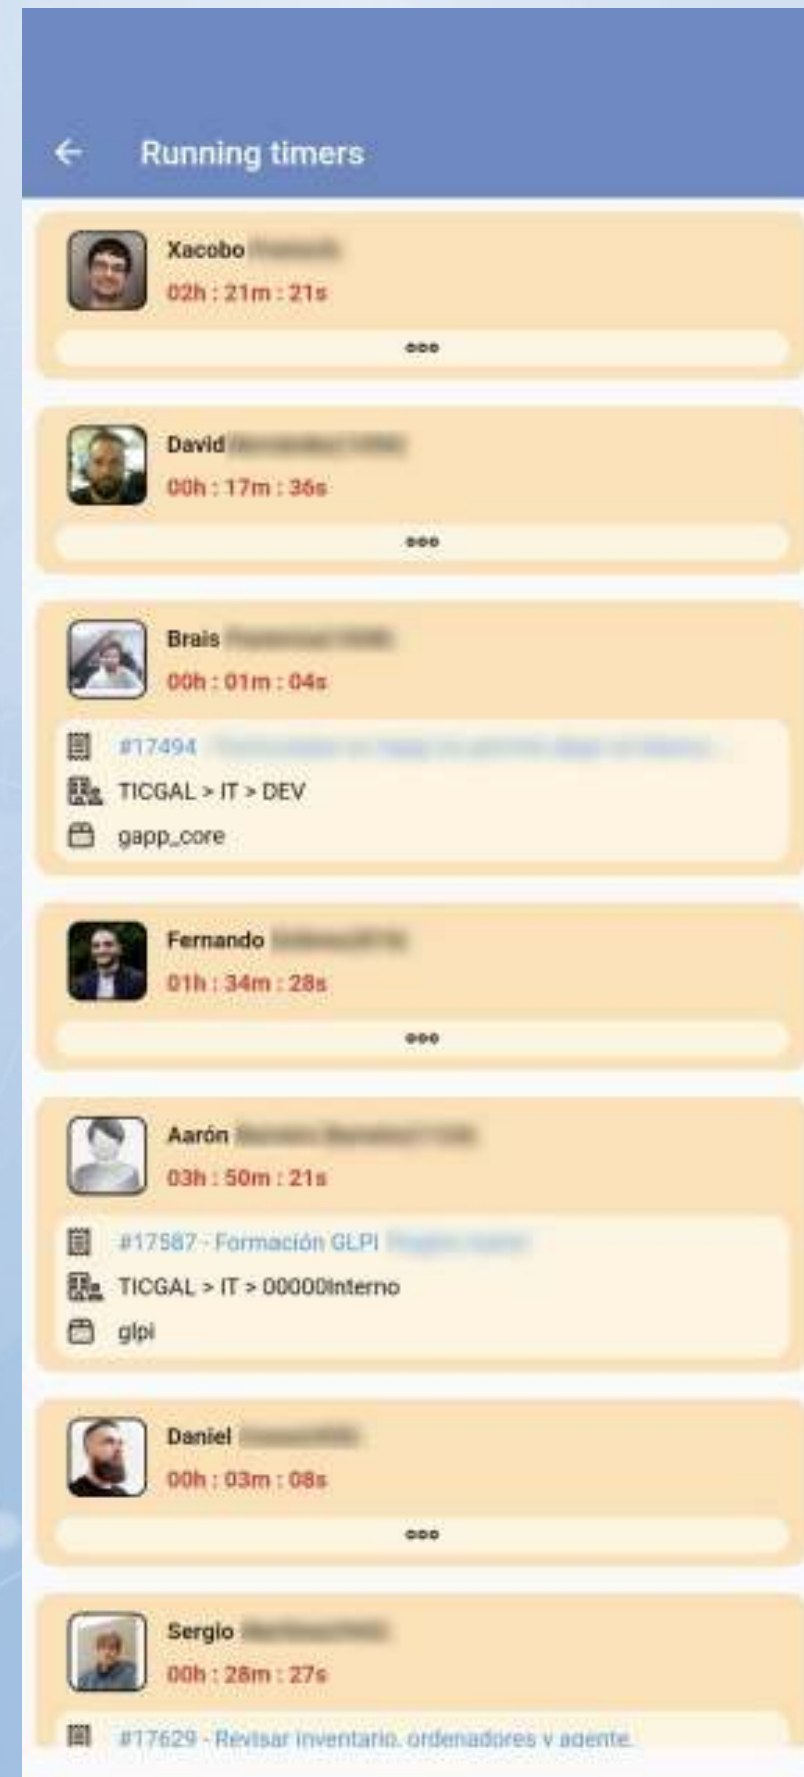 Running timers
Xacobo
02h : 21m : 21s
David
00h : 17m : 36s
Brais
00h : 01m : 04s
#17494
TICGAL > IT > DEV
gapp_core
Fernando
01h : 34m : 28s
Aarón
03h : 50m : 21s
#17587 - Formación GLPI
TICGAL > IT > 00000Interno
glpi
Daniel
00h : 03m : 08s
Sergio
00h : 28m : 27s
#17629 - Revisar inventario. ordenadores y agente.